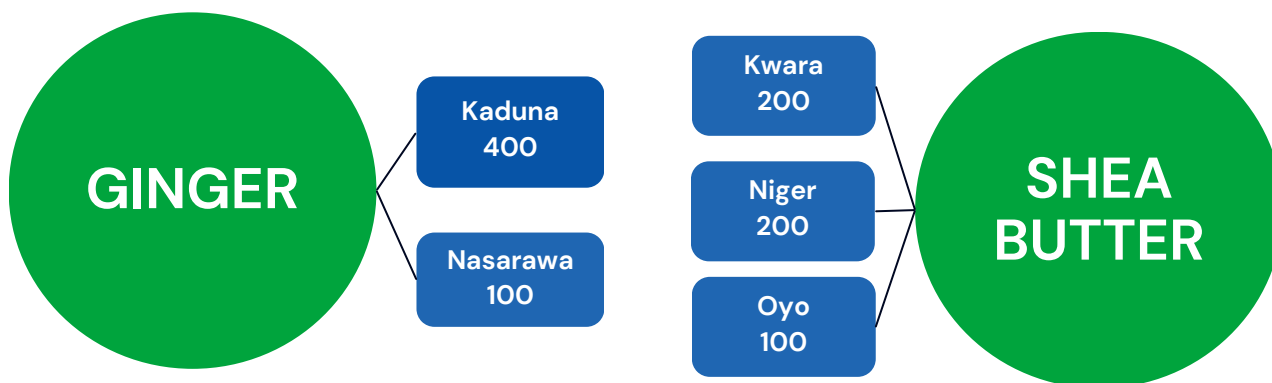 GINGER
Kaduna
400
Nasarawa
100
Kwara
200
Niger
200
Oyo
100
SHEA
BUTTER